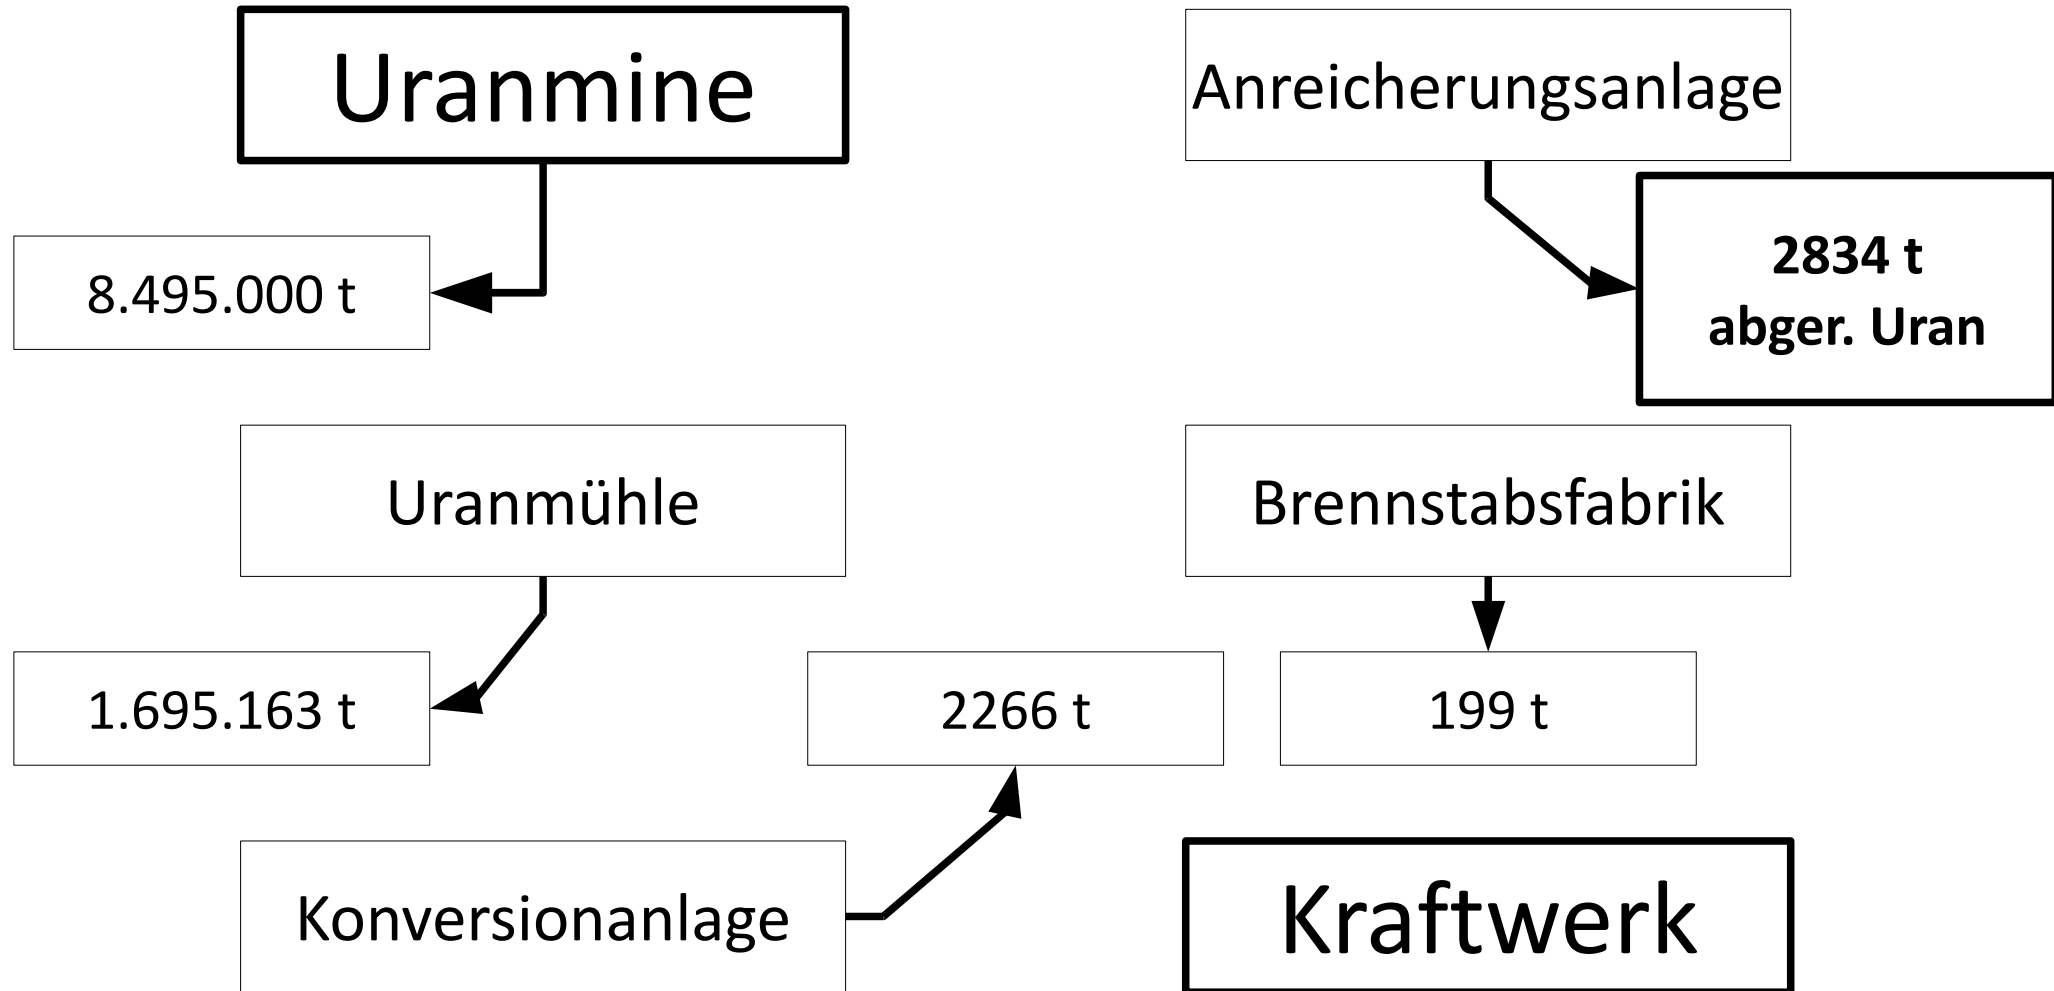 Uranmine
Anreicherungsanlage
8.495.000 t
2834 t
abger. Uran
Uranmühle
Brennstabsfabrik
1.695.163 t
2266 t
199 t
Konversionanlage
Kraftwerk